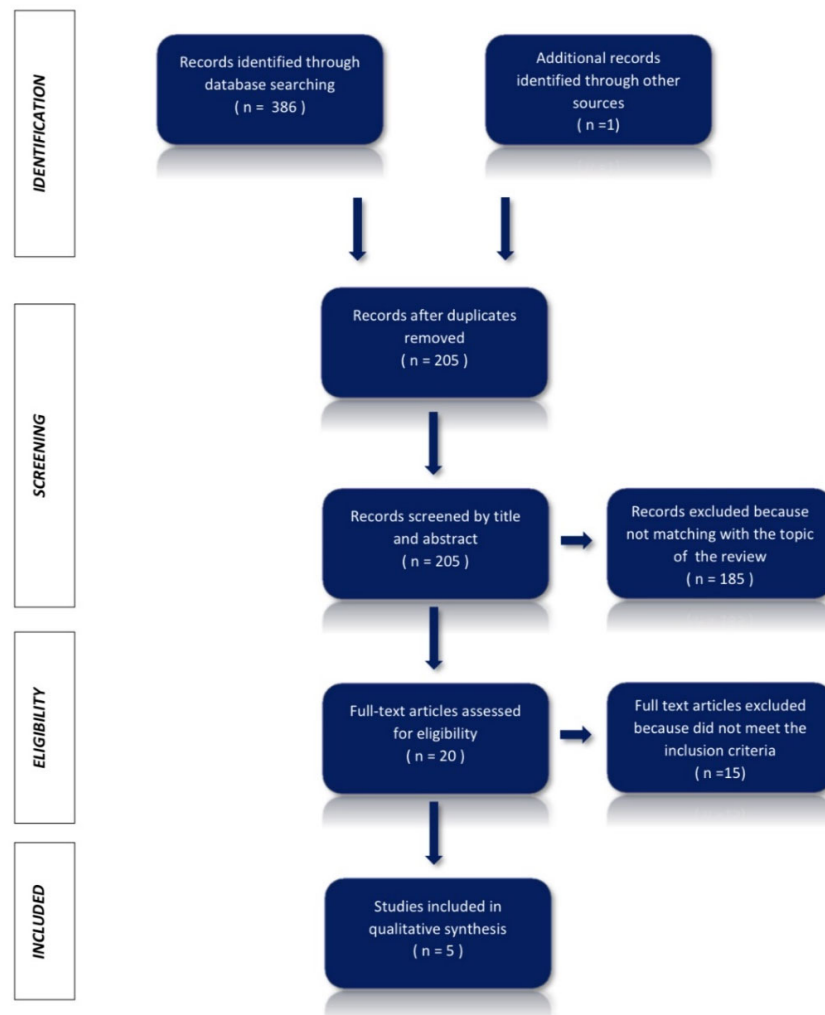 IDENTIFICATION
Records identified through
database searching
( n = 386 )
Additional records
identified through other
sources
( n =1)
SCREENING
Records after duplicates
removed
( n = 205 )
Records screened by title
and abstract
( n = 205 )
Records excluded because
not matching with the topic
of the review
( n = 185 )
ELIGIBILITY
Full-text articles assessed
for eligibility
( n = 20 )
Full text articles excluded
because did not meet the
inclusion criteria
( n =15)
INCLUDED
Studies included in
qualitative synthesis
( n = 5 )